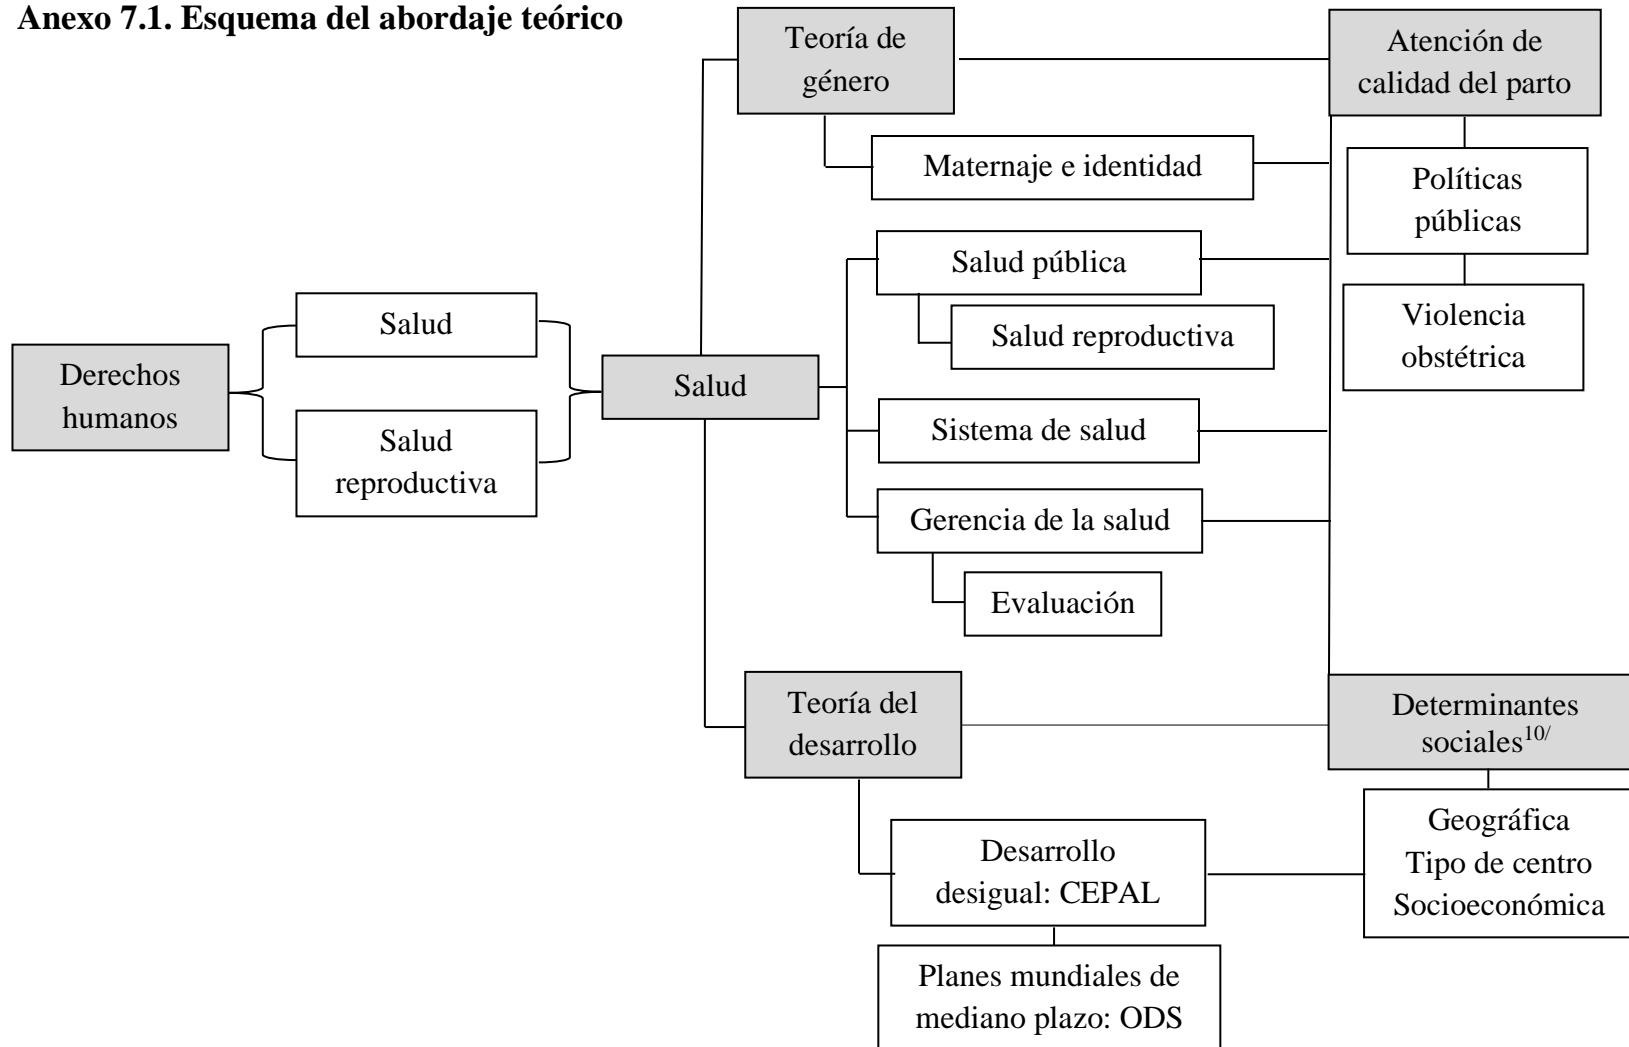 Anexo 7.1. Esquema del abordaje teórico
Teoría de
género
Atención de
calidad del parto
Maternaje e identidad
Políticas
públicas
Salud pública
Salud reproductiva
Violencia
obstétrica
Salud
Derechos
humanos
Salud
Salud
reproductiva
Sistema de salud
Gerencia de la salud
Evaluación
Teoría del
desarrollo
Determinantes
sociales10/
Desarrollo
desigual: CEPAL
Geográfica
Tipo de centro
Socioeconómica
Planes mundiales de
mediano plazo: ODS